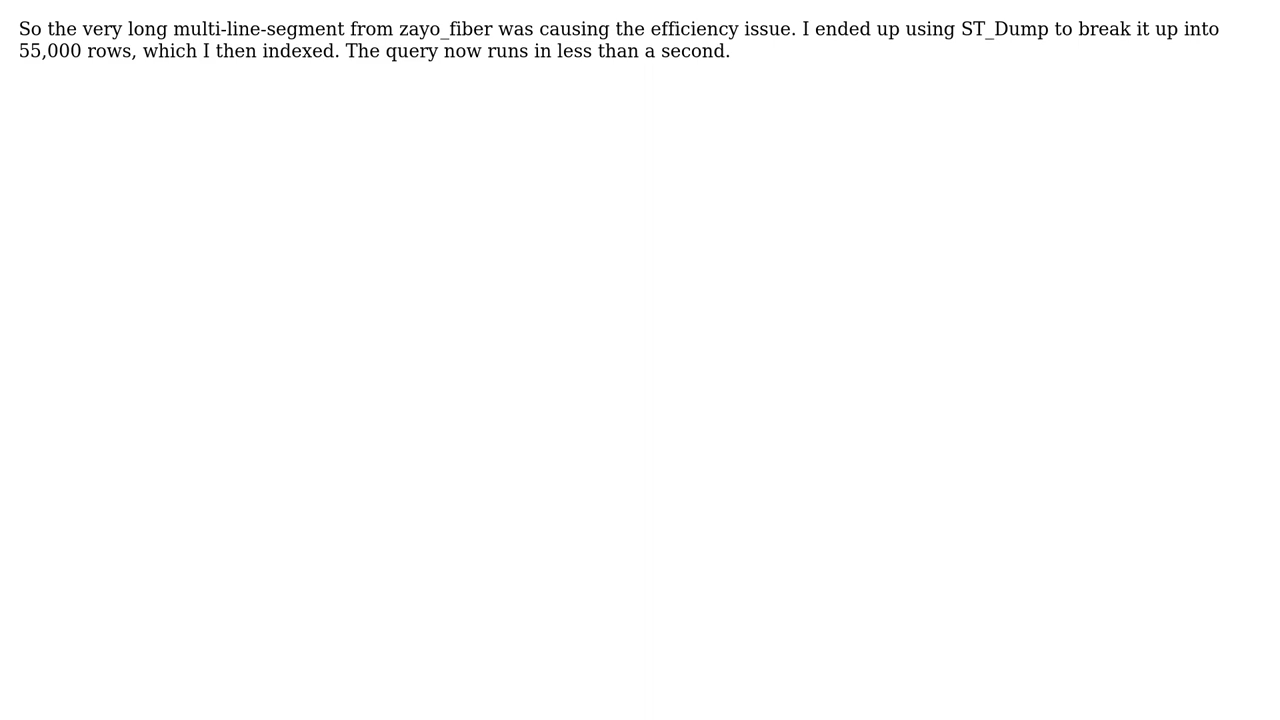 So the very long multi-line-segment from zayo_fiber was causing the efficiency issue. I ended up using ST_Dump to break it up into
55,000 rows, which I then indexed. The query now runs in less than a second.